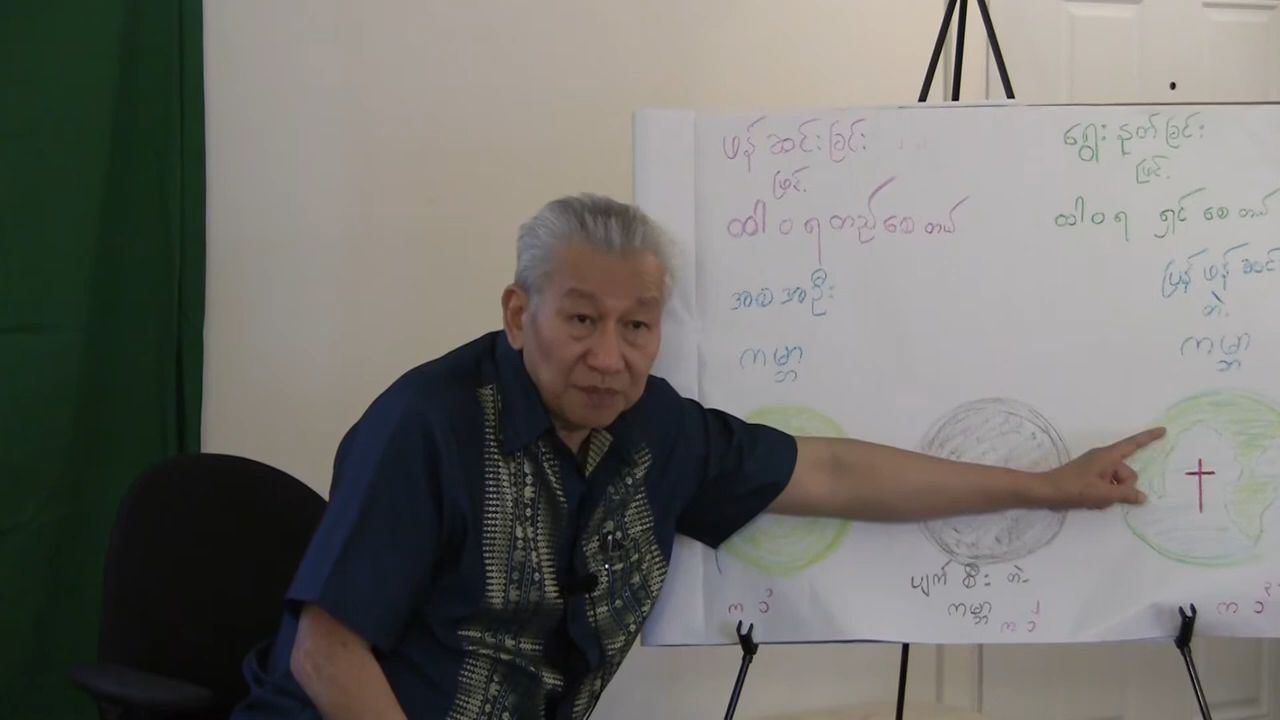 ဖန်ဆင်းခြင်း
ဖြင့်
ထာဝရတည်စေတယ်
အစအဦး
ကမ္ဘာ
ရွေးနုတ်ခြင်း
ဖြင့်
ထာဝရ ရှင်စေတယ်
ပြန်ဖန်ဆင်း
တဲ့
ကမ္ဘာ
ပျက်စီးတဲ့
ကမ္ဘာ